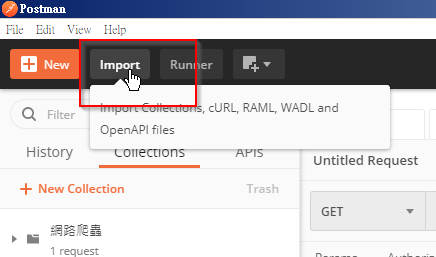 Postman
File Edit View Help
New Import Runner
Import Collections, cURL, RAML, WADL and
OpenAPI files
Filter
History Collections APIs
Untitled Request
+ New Collection Trash
GET
網路爬蟲
1 request
Params